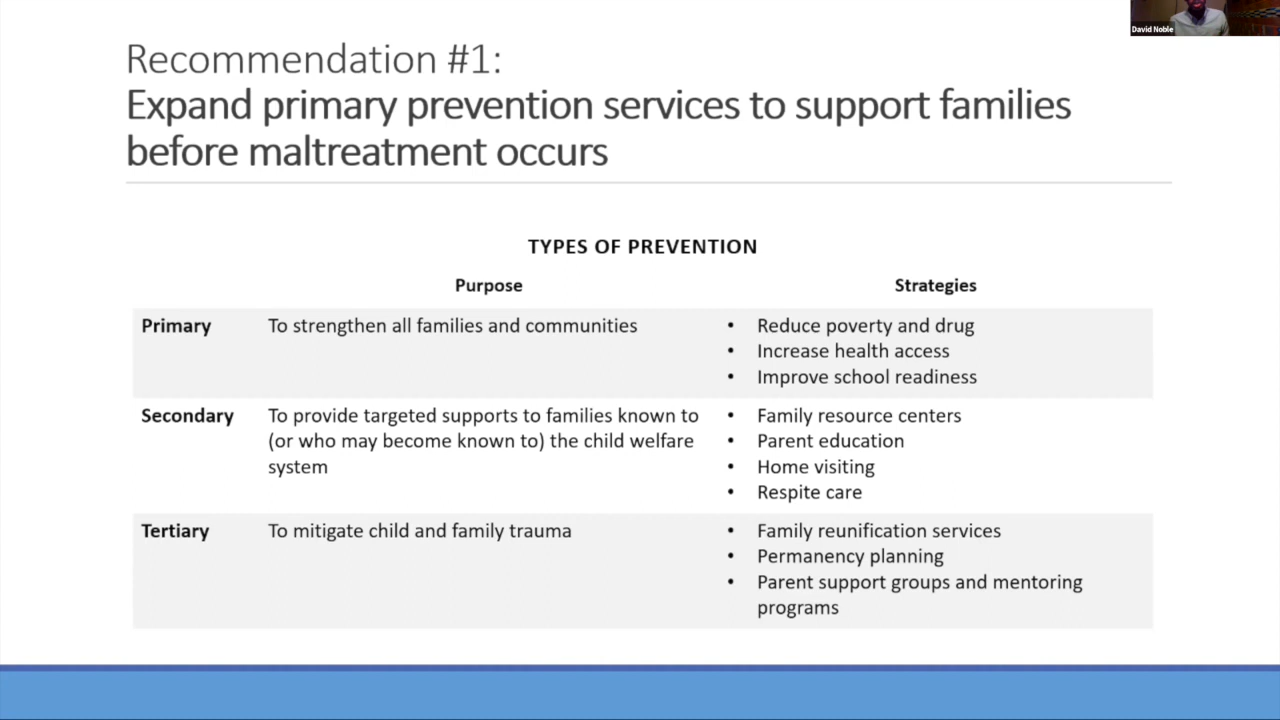 David Noble
Recommendation #1:
Expand primary prevention services to support families
before maltreatment occurs
TYPES OF PREVENTION
Purpose
Strategies
Primary
To strengthen all families and communities
• Reduce poverty and drug
• Increase health access
• Improve school readiness
Secondary
To provide targeted supports to families known to
(or who may become known to) the child welfare
system
• Family resource centers
• Parent education
• Home visiting
• Respite care
Tertiary
To mitigate child and family trauma
• Family reunification services
• Permanency planning
• Parent support groups and mentoring
programs